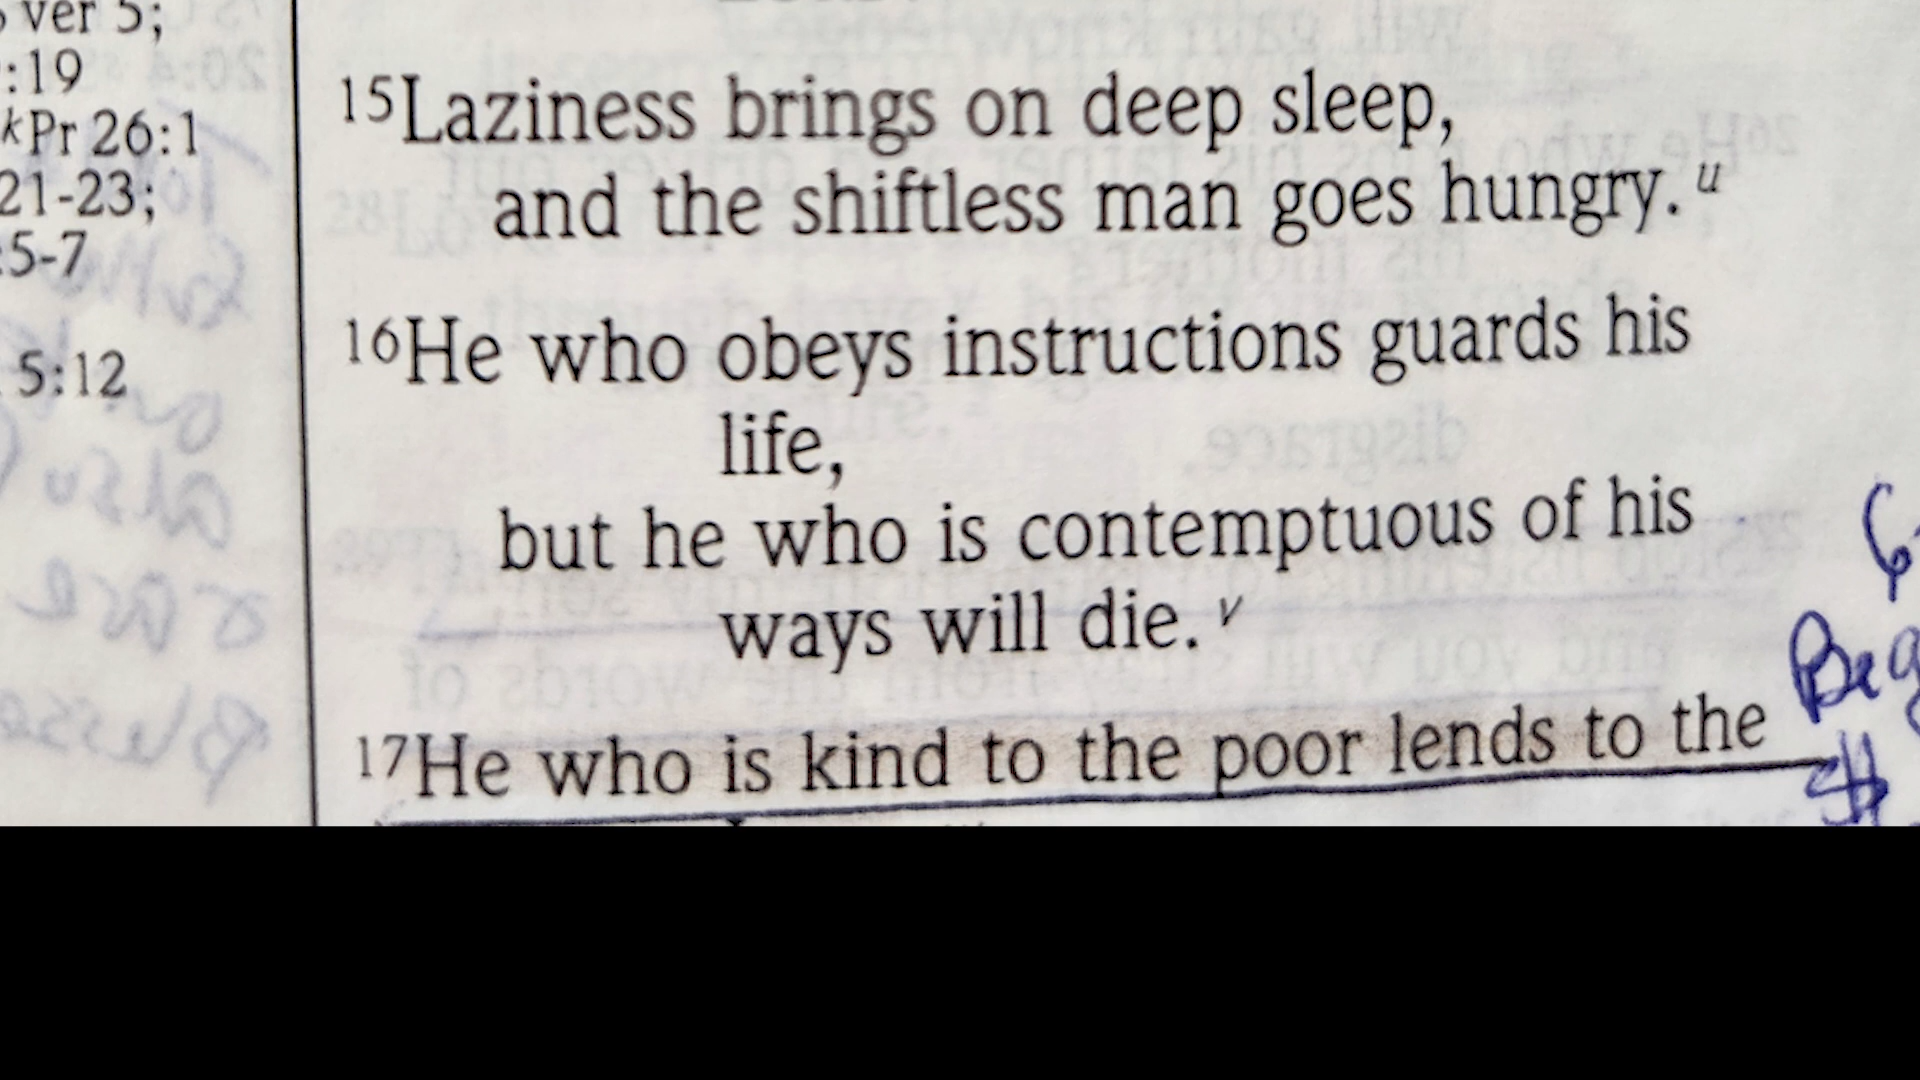 ver 5;
:19
kPr 26:1
21-23;
:5-7
5:12
15Laziness brings on deep sleep,
and the shiftless man goes hungry. u
16He who obeys instructions guards his
life,
but he who is contemptuous of his
ways will die. v
17He who is kind to the poor lends to the